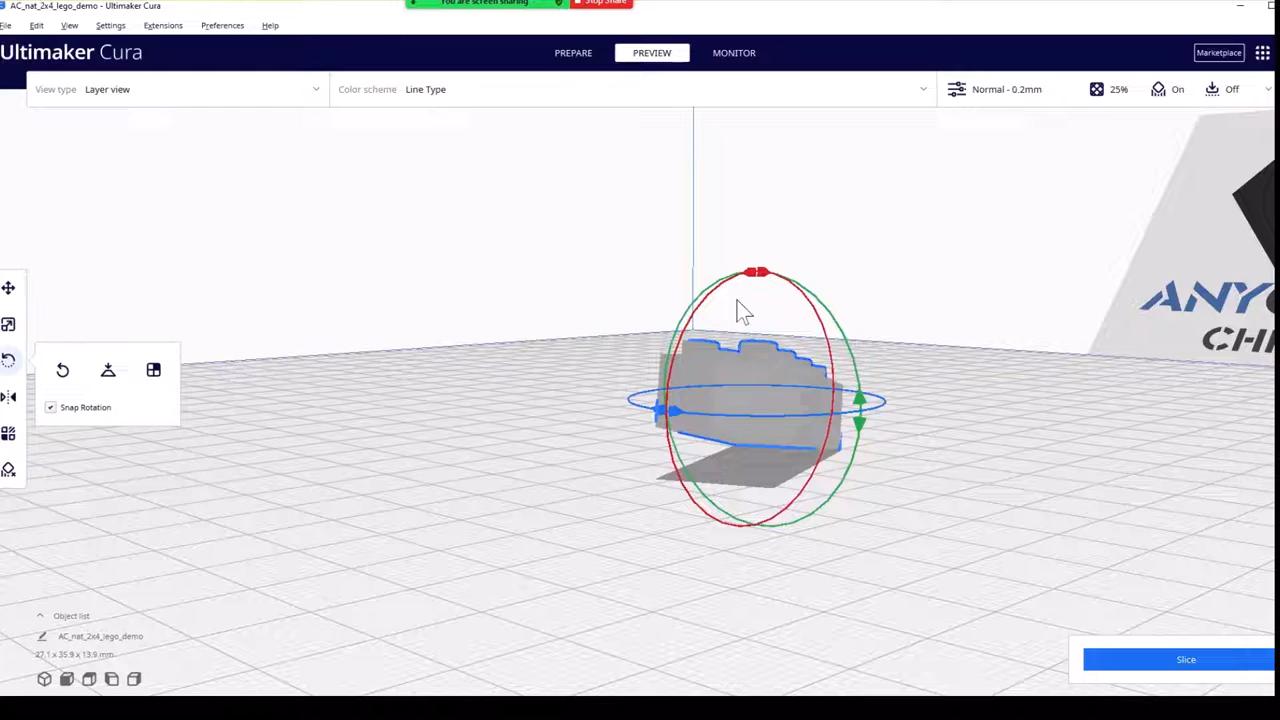 AC_nat_2x4_lego_demo - Ultimaker Cura
You are screen sharing
Stop Share
File Edit View Settings Extensions Preferences Help
Ultimaker Cura
PREPARE
PREVIEW
MONITOR
Marketplace
View type Layer view
Color scheme Line Type
Normal - 0.2mm
25%
On
Off
ANYC
CHI
Snap Rotation
Object list
AC_nat_2x4_lego_demo
27.1 x 35.9 x 13.9 mm
Slice